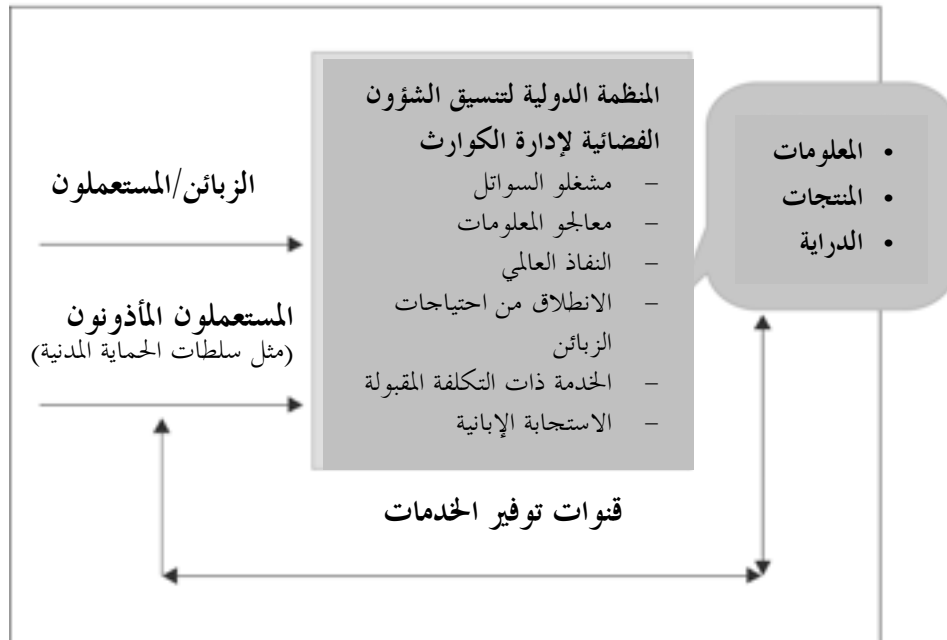 المنظمة الدولية لتنسيق الشؤون
الفضائية لإدارة الكوارث
– مشغلو السواتل
– معالجو المعلومات
– النفاذ العالمي
– الانطلاق من احتياجات
الزبائن
– الخدمة ذات التكلفة المقبولة
– الاستجابة الإبانية
• المعلومات
• المنتجات
• الدراية
الزبائن/المستعملون
المستعملون المأذونون
(مثل سلطات الحماية المدنية)
قنوات توفير الخدمات